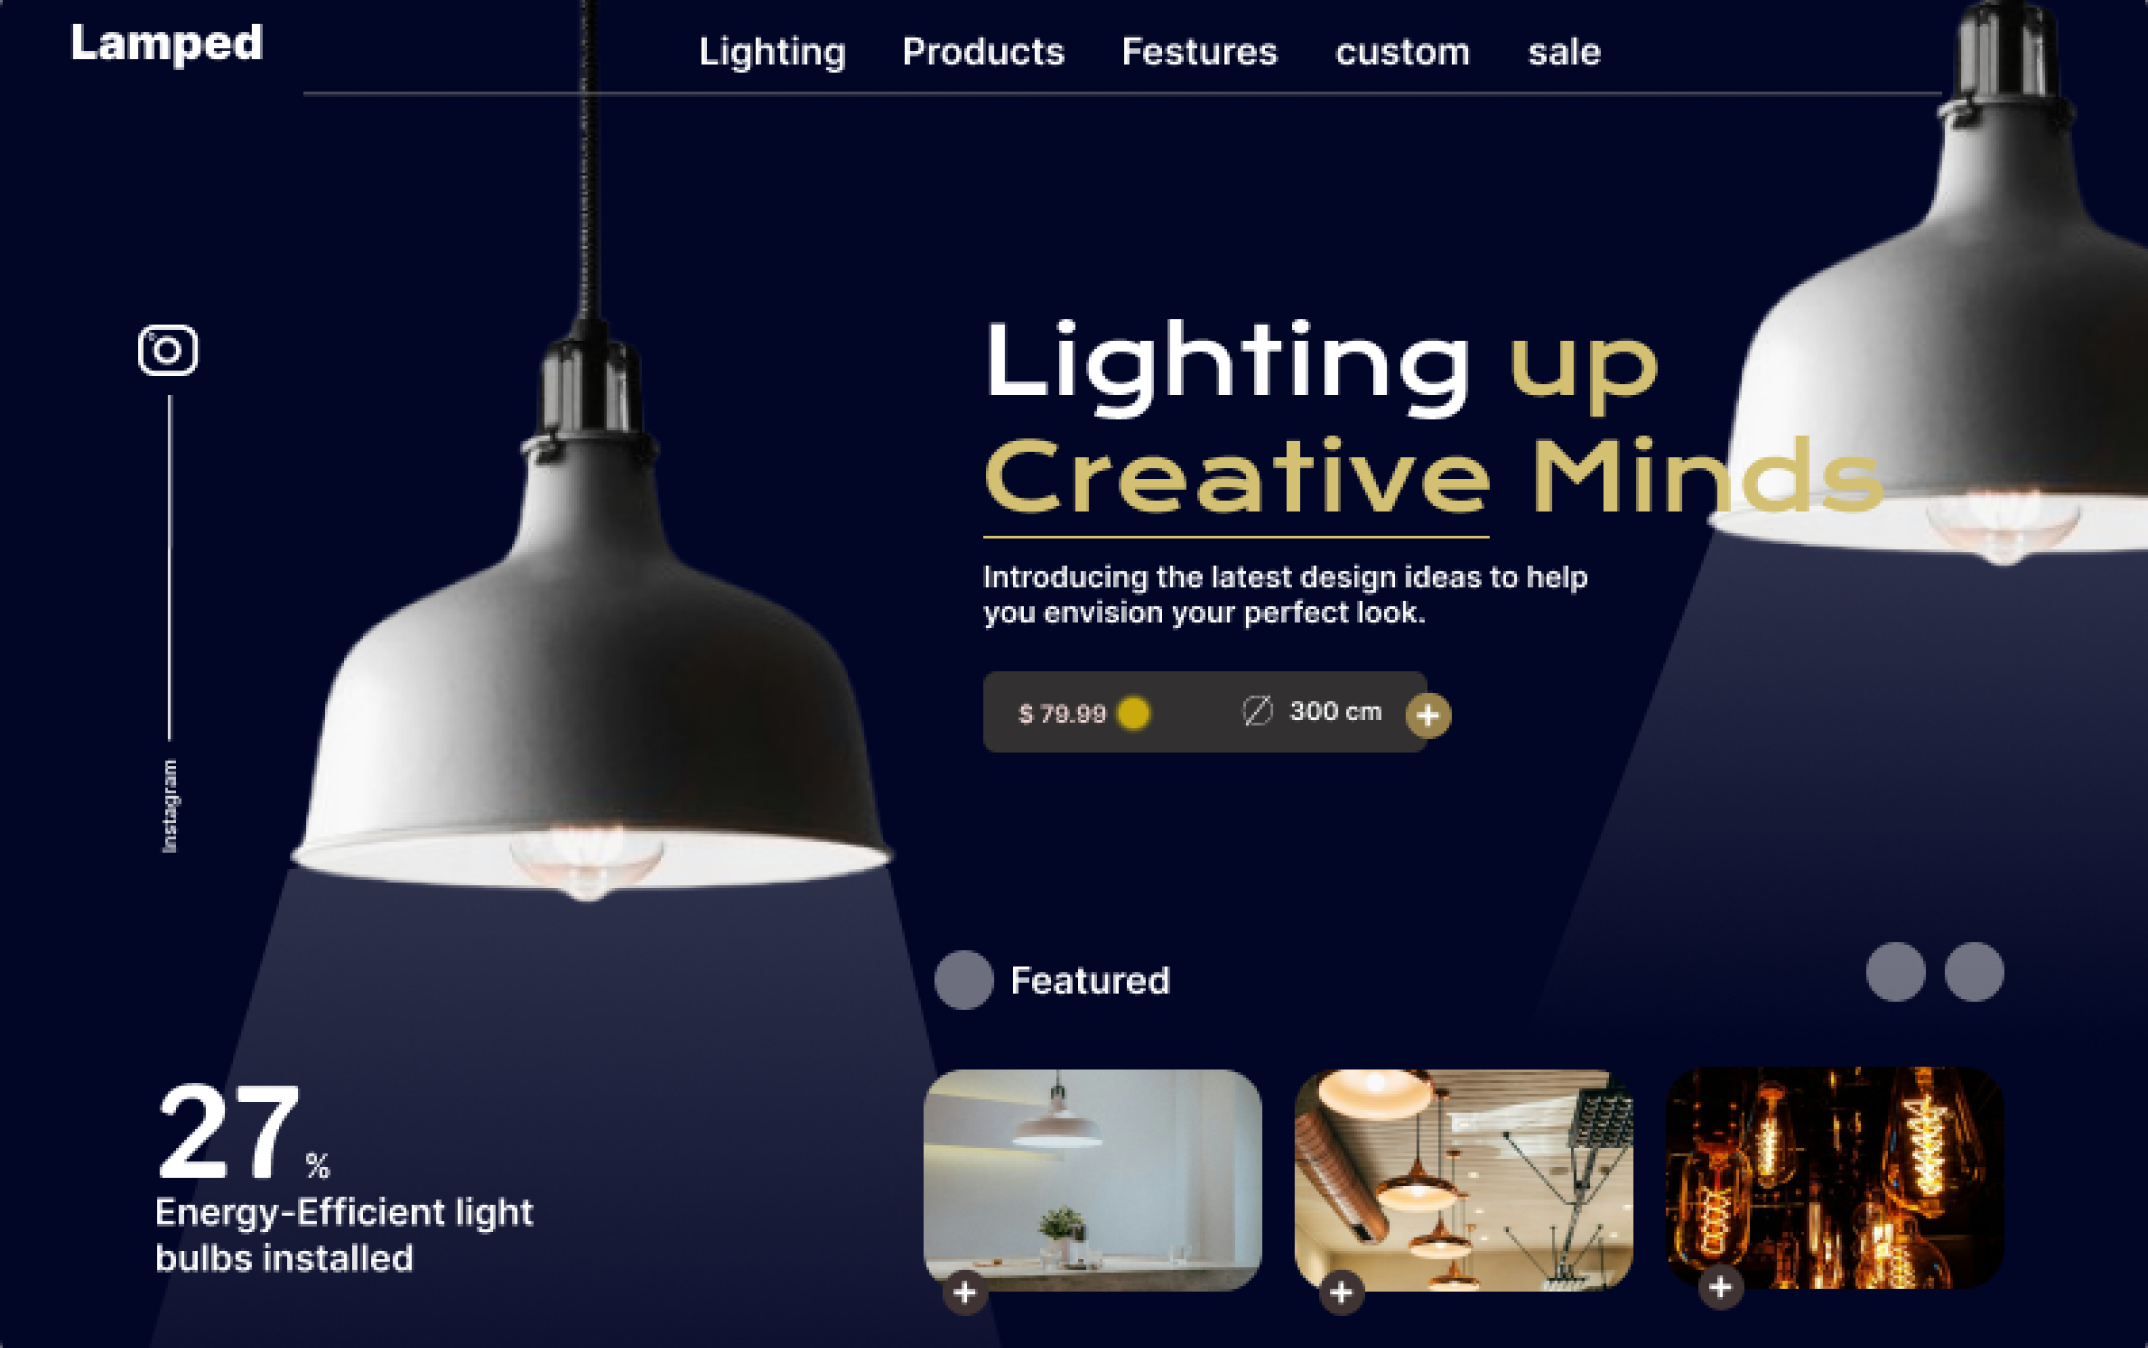 Lamped
Lighting Products Festures custom sale
Lighting up
Creative Minds
Introducing the latest design ideas to help
you envision your perfect look.
$ 79.99 300 cm
Instagram
Featured
27 %
Energy-Efficient light
bulbs installed